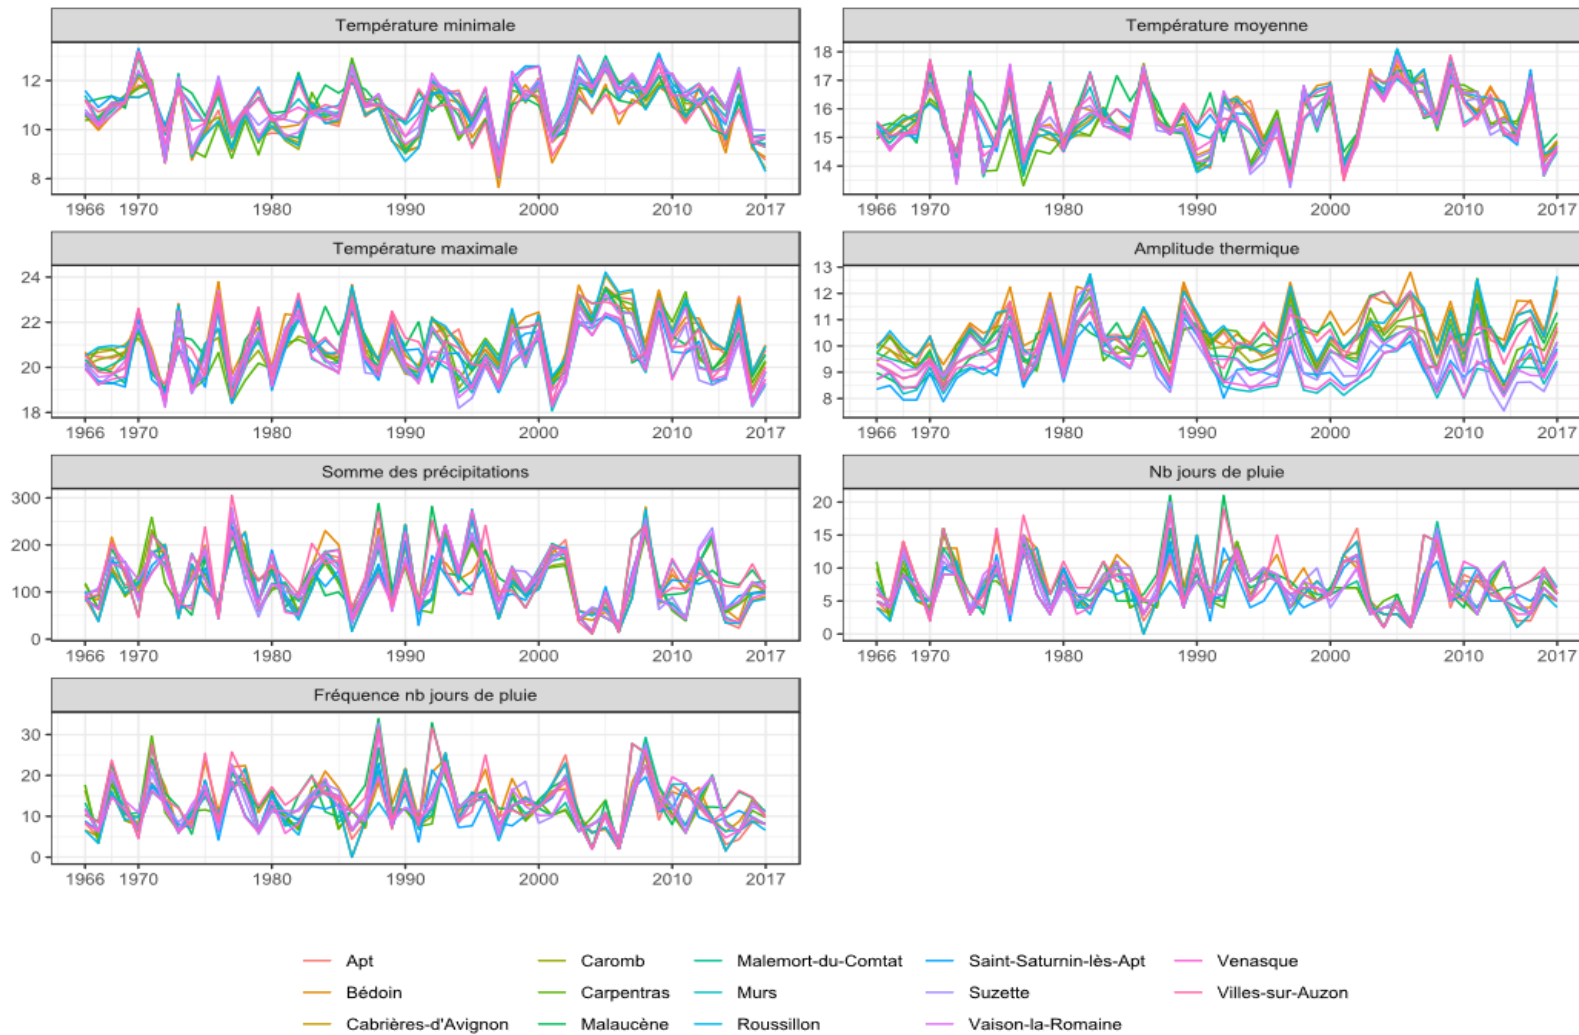 Température minimale
Température moyenne
12
10
8
1966 1970 1980 1990 2000 2010 2017
18
17
16
15
14
1966 1970 1980 1990 2000 2010 2017
Température maximale
Amplitude thermique
24
22
20
18
1966 1970 1980 1990 2000 2010 2017
13
12
11
10
9
8
1966 1970 1980 1990 2000 2010 2017
Somme des précipitations
Nb jours de pluie
300
200
100
0
1966 1970 1980 1990 2000 2010 2017
20
15
10
5
0
1966 1970 1980 1990 2000 2010 2017
Fréquence nb jours de pluie
30
20
10
0
1966 1970 1980 1990 2000 2010 2017
Apt Caromb Malemort-du-Comtat Saint-Saturnin-lès-Apt Venasque
Bédoin Carpentras Murs Suzette Villes-sur-Auzon
Cabrières-d'Avignon Malaucène Roussillon Vaison-la-Romaine